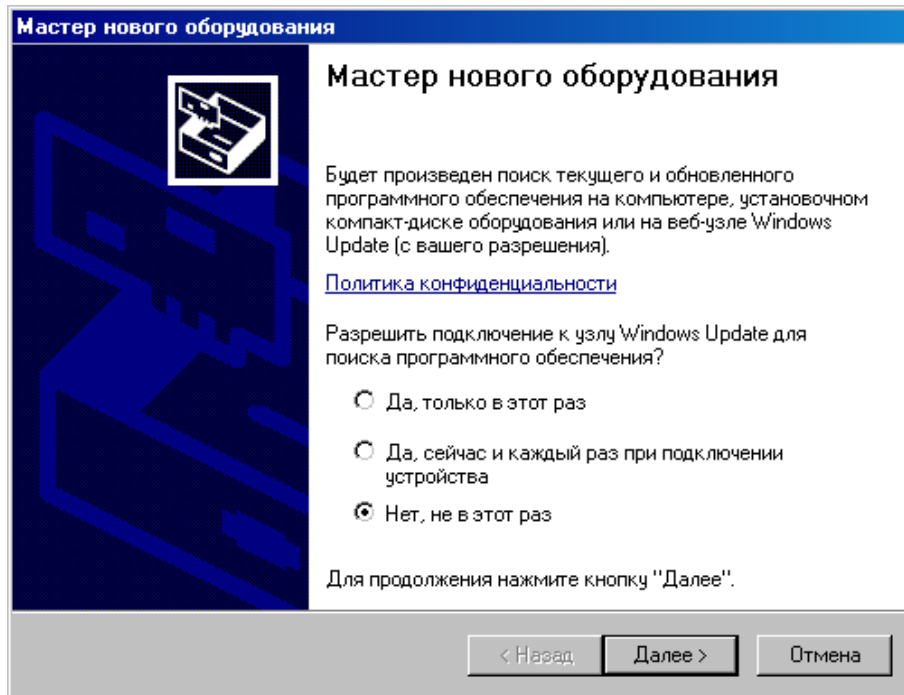 Мастер нового оборудования
Мастер нового оборудования
Будет произведен поиск текущего и обновленного
программного обеспечения на компьютере, установочном
компакт-диске оборудования или на веб-узле Windows
Update (с вашего разрешения).
Политика конфиденциальности
Разрешить подключение к узлу Windows Update для
поиска программного обеспечения?
Да, только в этот раз
Да, сейчас и каждый раз при подключении
устройства
Нет, не в этот раз
Для продолжения нажмите кнопку "Далее".
< Назад
Далее >
Отмена